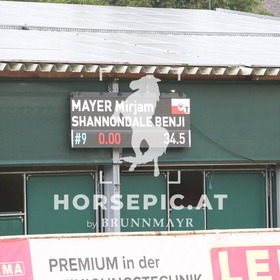 MAYER Mirjam
SHANNONDALE BENJI
#9 0.00 34.5
HORSEPIC.AT
by BRUNNMAYR
PREMIUM in der